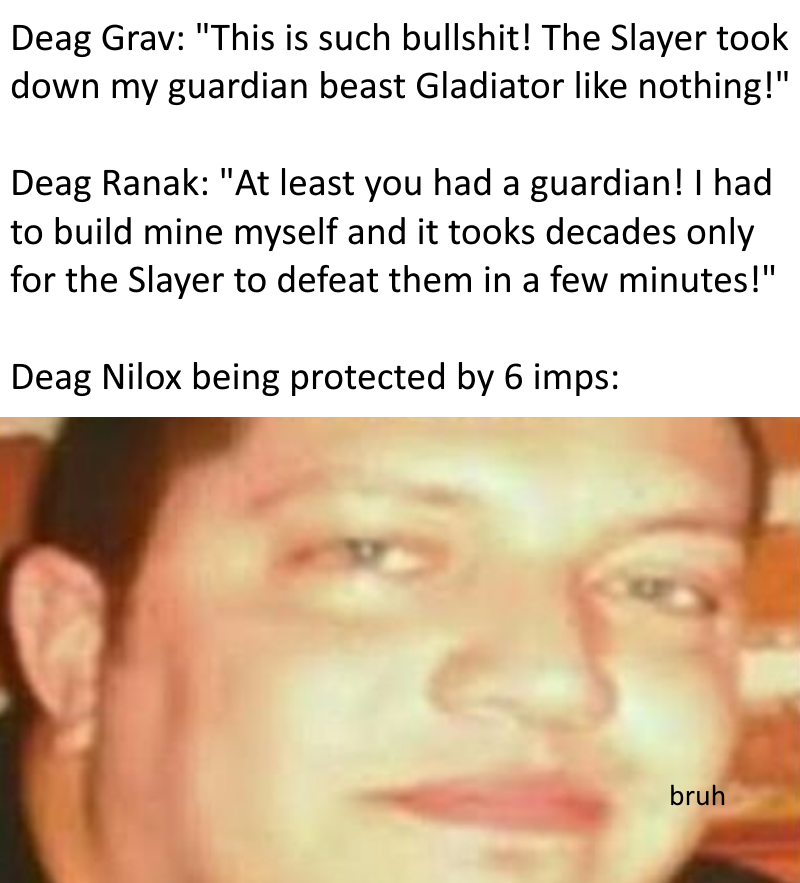 Deag Grav: "This is such bullshit! The Slayer took
down my guardian beast Gladiator like nothing!"
Deag Ranak: "At least you had a guardian! I had
to build mine myself and it tooks decades only
for the Slayer to defeat them in a few minutes!"
Deag Nilox being protected by 6 imps:
bruh